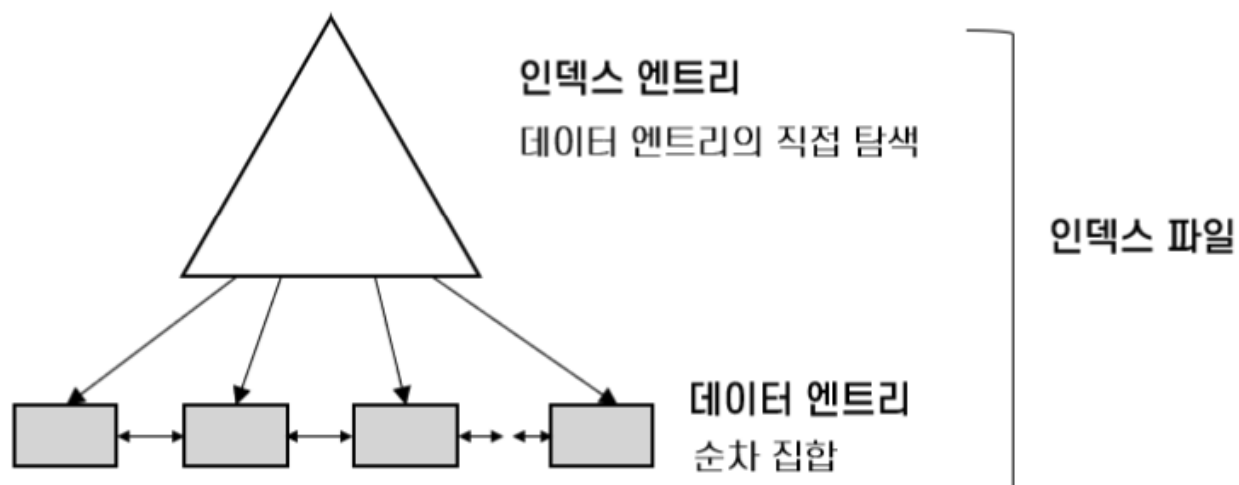 인덱스 엔트리
데이터 엔트리의 직접 탐색
인덱스 파일
데이터 엔트리
순차 집합